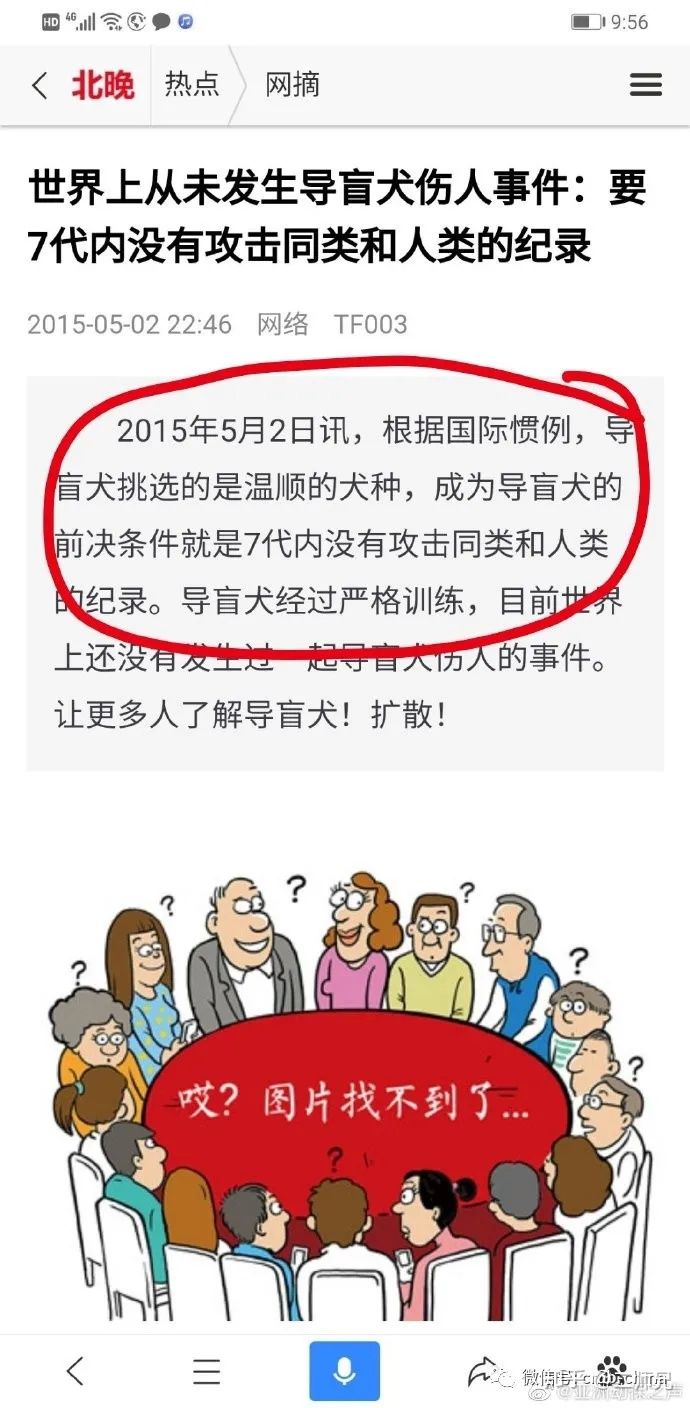 HD 4G 9:56
北晚 热点 网摘
世界上从未发生导盲犬伤人事件：要
7代内没有攻击同类和人类的纪录
2015-05-02 22:46 网络 TF003
2015年5月2日讯，根据国际惯例，导
盲犬挑选的是温顺的犬种，成为导盲犬的
前决条件就是7代内没有攻击同类和人类
的纪录。导盲犬经过严格训练，目前世界
上还没有发生过一起导盲犬伤人的事件。
让更多人了解导盲犬！扩散！
? ? ? ? ? ? ?
哎？图片找不到了...
?
微信号: crgbchina
@亚洲动保之声